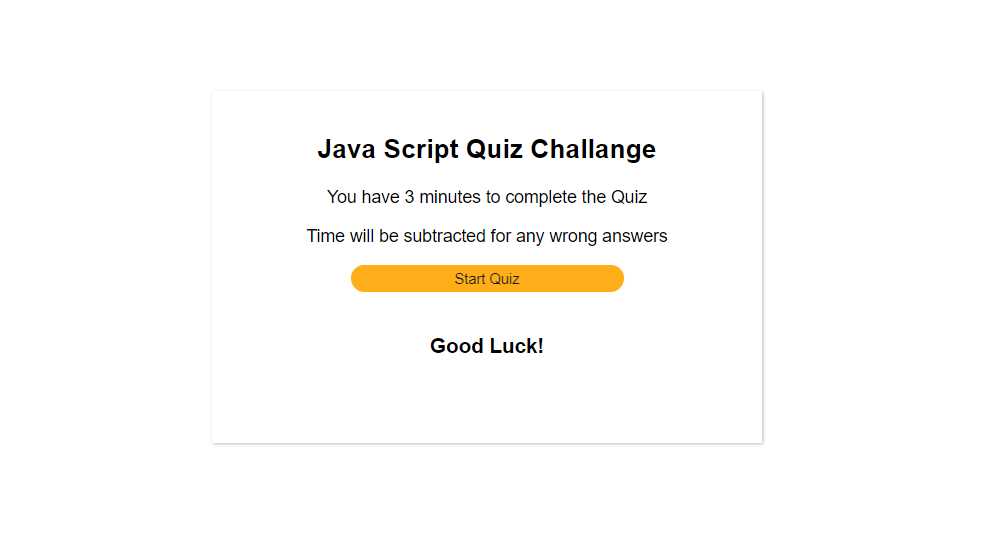 Java Script Quiz Challange
You have 3 minutes to complete the Quiz
Time will be subtracted for any wrong answers
Start Quiz
Good Luck!